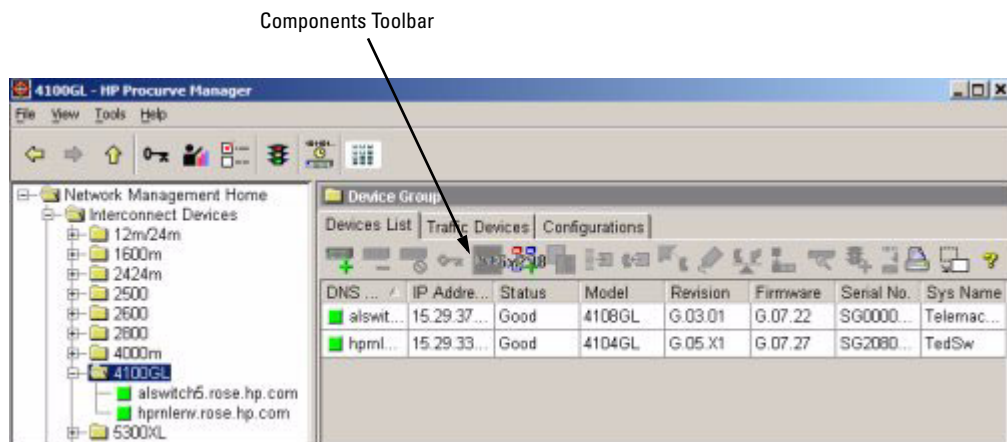 Components Toolbar
4100GL - HP Procurve Manager
File View Tools Help
Network Management Home
Interconnect Devices
12m/24m
1600m
2424m
2500
2600
2800
4000m
4100GL
alswitch5.rose.hp.com
hprnlenv.rose.hp.com
5300XL
Device Group
Devices List Traffic Devices Configurations
DNS ... IP Addre... Status Model Revision Firmware Serial No. Sys Name
alswit... 15.29.37... Good 4108GL G.03.01 G.07.22 SG0000... Telemac...
hprnl... 15.29.33... Good 4104GL G.05.X1 G.07.27 SG2080... TedSw